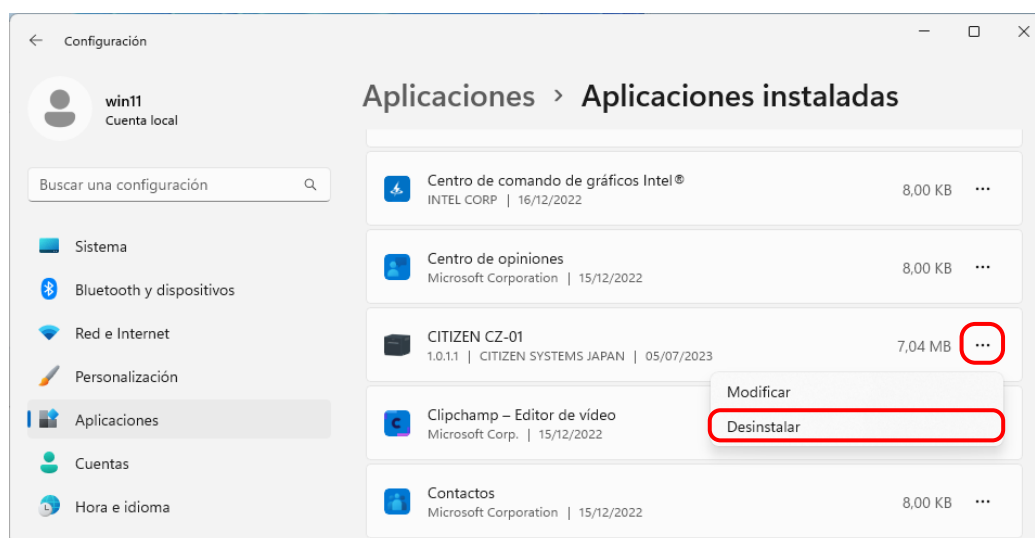 Configuración
win11
Cuenta local
Buscar una configuración
Sistema
Bluetooth y dispositivos
Red e Internet
Personalización
Aplicaciones
Cuentas
Hora e idioma
Aplicaciones > Aplicaciones instaladas
Centro de comando de gráficos Intel®
INTEL CORP | 16/12/2022
8,00 KB
Centro de opiniones
Microsoft Corporation | 15/12/2022
8,00 KB
CITIZEN CZ-01
1.0.1.1 | CITIZEN SYSTEMS JAPAN | 05/07/2023
7,04 MB
Modificar
Desinstalar
Clipchamp – Editor de vídeo
Microsoft Corp. | 15/12/2022
Contactos
Microsoft Corporation | 15/12/2022
8,00 KB